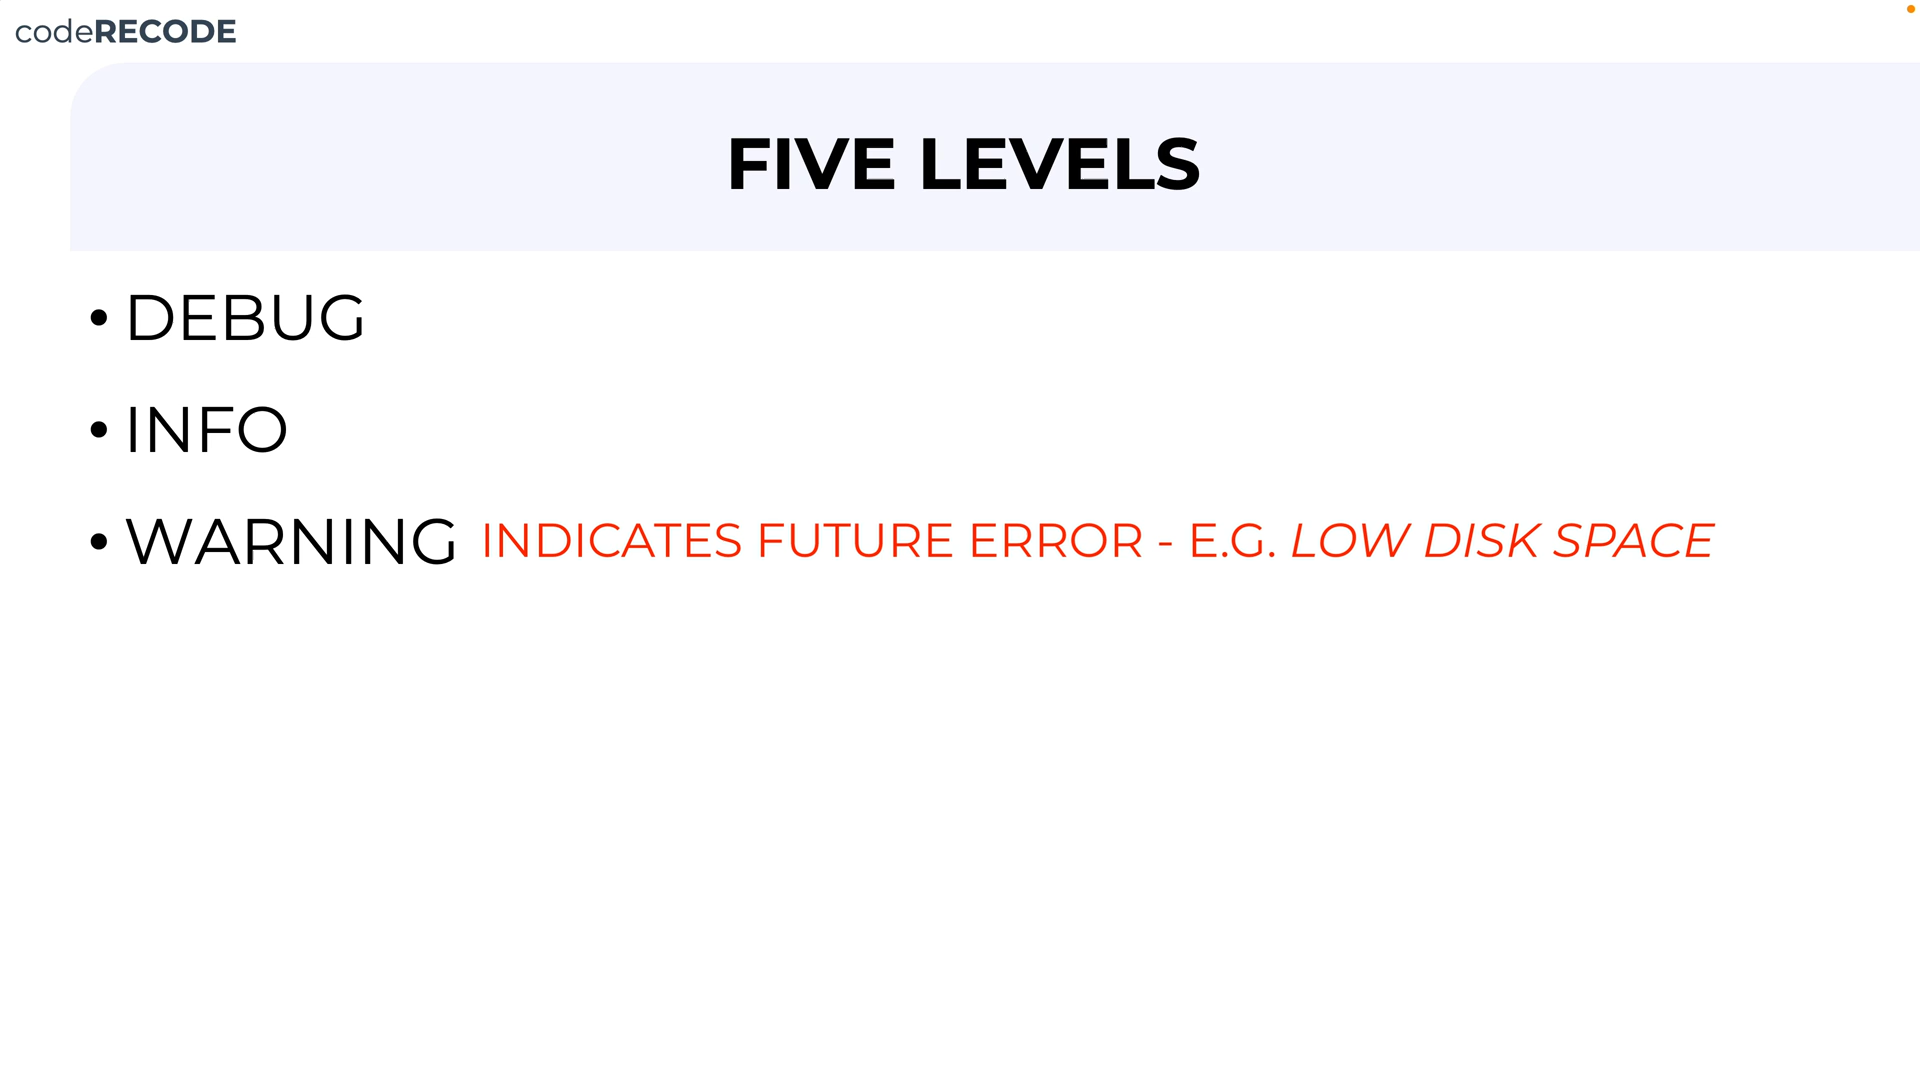 codeRECODE
FIVE LEVELS
• DEBUG
• INFO
• WARNING INDICATES FUTURE ERROR - E.G. LOW DISK SPACE